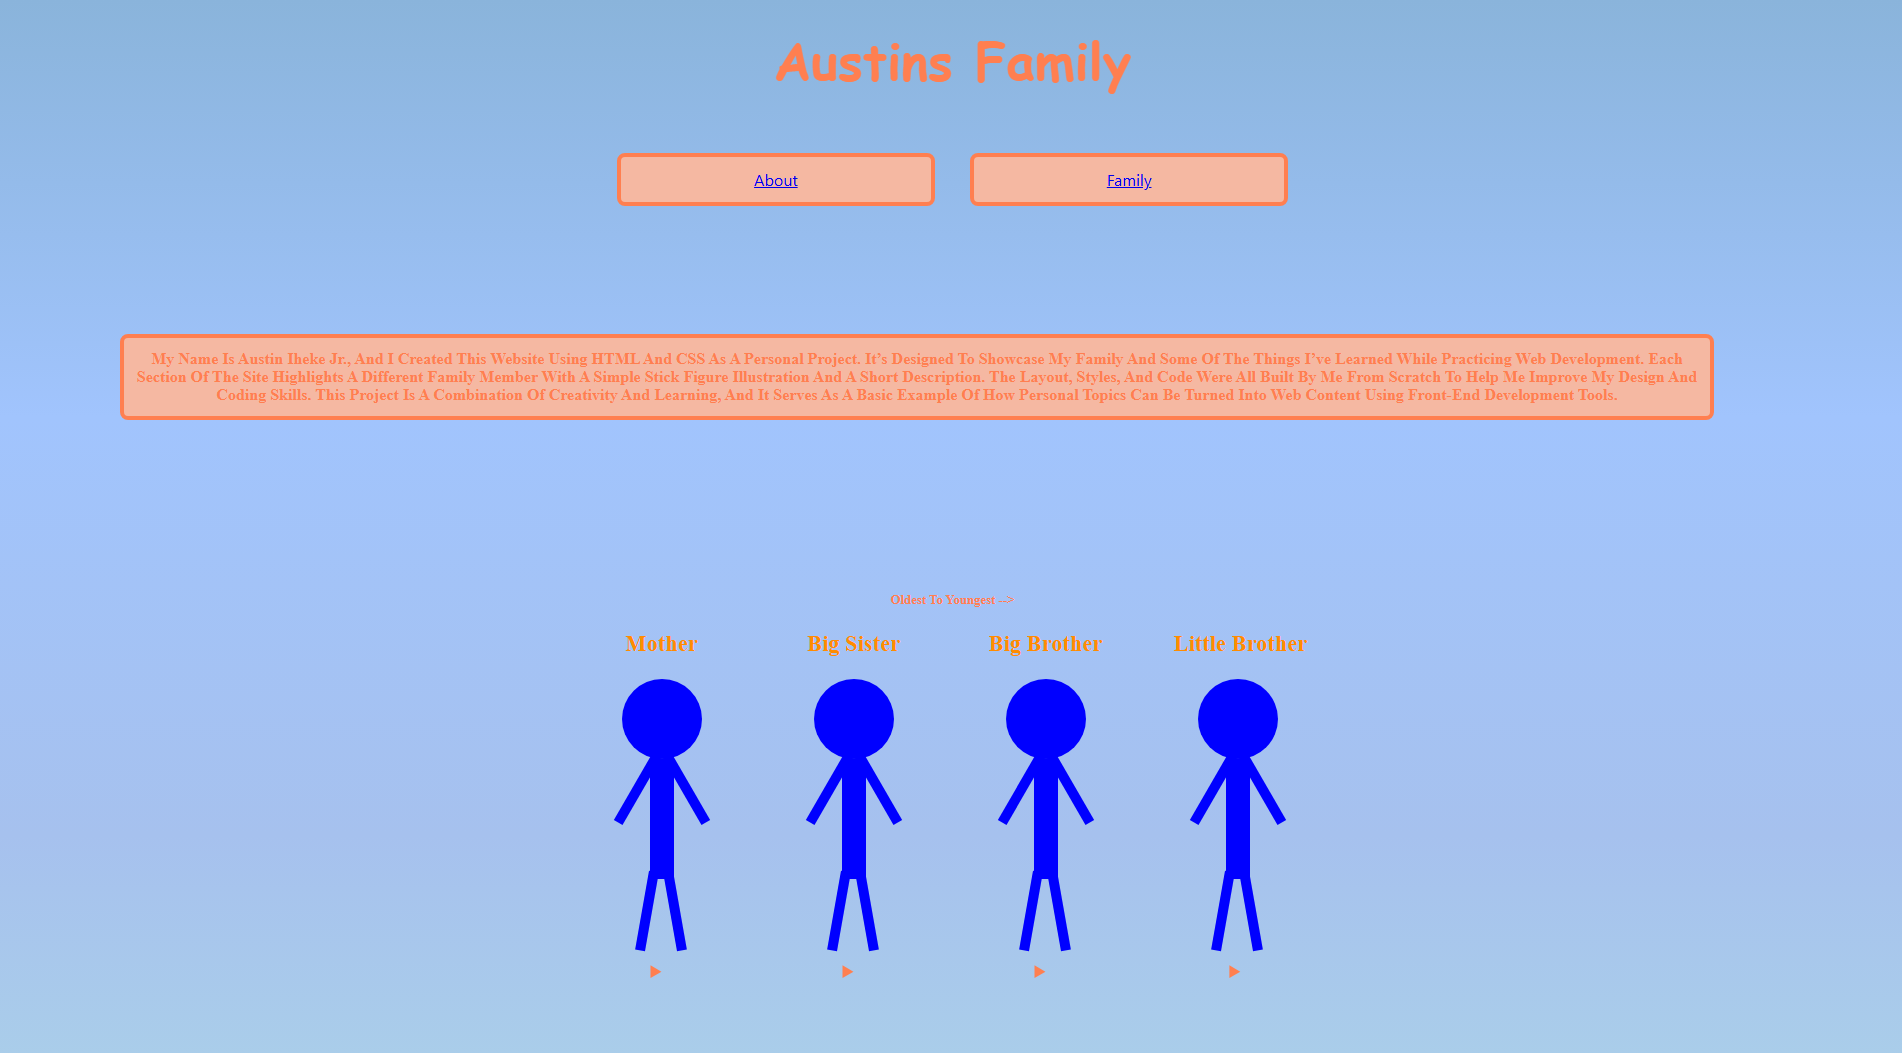 Austins Family
About
Family
My Name Is Austin Iheke Jr., And I Created This Website Using HTML And CSS As A Personal Project. It’s Designed To Showcase My Family And Some Of The Things I’ve Learned While Practicing Web Development. Each
Section Of The Site Highlights A Different Family Member With A Simple Stick Figure Illustration And A Short Description. The Layout, Styles, And Code Were All Built By Me From Scratch To Help Me Improve My Design And
Coding Skills. This Project Is A Combination Of Creativity And Learning, And It Serves As A Basic Example Of How Personal Topics Can Be Turned Into Web Content Using Front-End Development Tools.
Oldest To Youngest -->
Mother
Big Sister
Big Brother
Little Brother